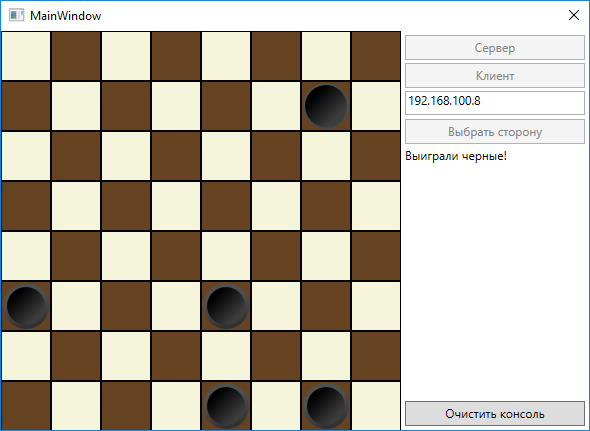 MainWindow
Сервер
Клиент
192.168.100.8
Выбрать сторону
Выиграли черные!
Очистить консоль